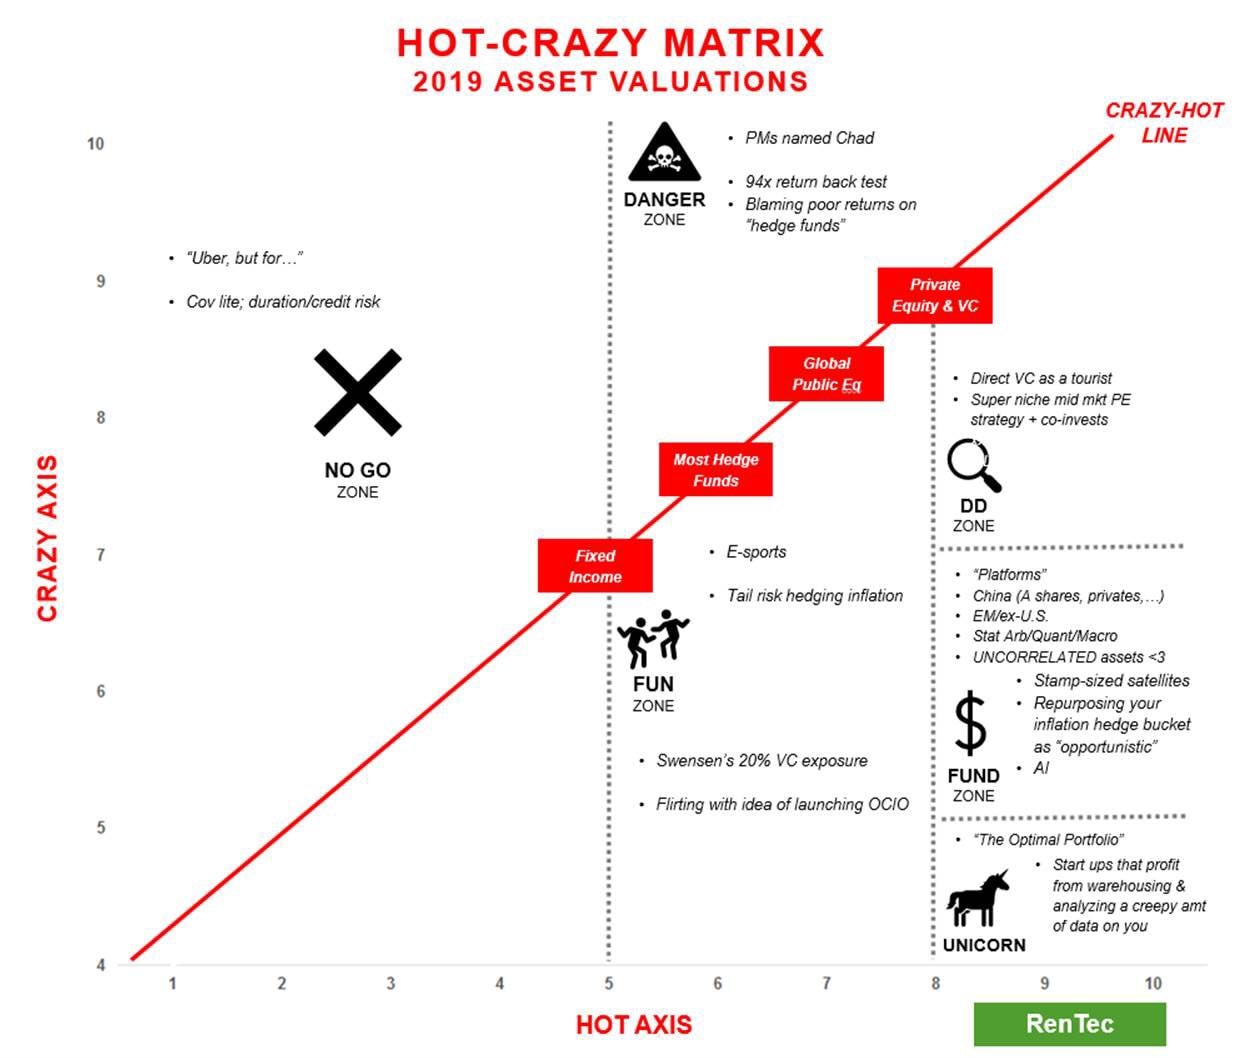 HOT-CRAZY MATRIX
2019 ASSET VALUATIONS
CRAZY-HOT
LINE
10
9
8
7
6
5
4
CRAZY AXIS
• “Uber, but for…”
• Cov lite; duration/credit risk
NO GO
ZONE
DANGER
ZONE
• PMs named Chad
• 94x return back test
• Blaming poor returns on
“hedge funds”
Private
Equity & VC
Global
Public Eq
Most Hedge
Funds
Fixed
Income
• E-sports
• Tail risk hedging inflation
FUN
ZONE
• Swensen’s 20% VC exposure
• Flirting with idea of launching OCIO
• Direct VC as a tourist
• Super niche mid mkt PE
strategy + co-invests
DD
ZONE
• “Platforms”
• China (A shares, privates,…)
• EM/ex-U.S.
• Stat Arb/Quant/Macro
• UNCORRELATED assets <3
• Stamp-sized satellites
• Repurposing your
inflation hedge bucket
as “opportunistic”
• AI
FUND
ZONE
• “The Optimal Portfolio”
• Start ups that profit
from warehousing &
analyzing a creepy amt
of data on you
UNICORN
1 2 3 4 5 6 7 8 9 10
HOT AXIS
RenTec